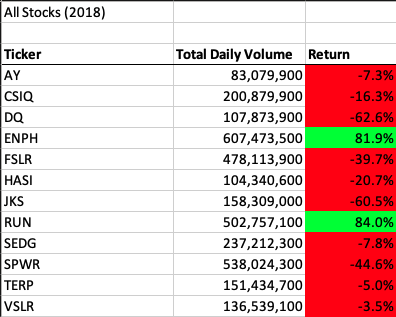 All Stocks (2018)
Ticker Total Daily Volume Return
AY 83,079,900 -7.3%
CSIQ 200,879,900 -16.3%
DQ 107,873,900 -62.6%
ENPH 607,473,500 81.9%
FSLR 478,113,900 -39.7%
HASI 104,340,600 -20.7%
JKS 158,309,000 -60.5%
RUN 502,757,100 84.0%
SEDG 237,212,300 -7.8%
SPWR 538,024,300 -44.6%
TERP 151,434,700 -5.0%
VSLR 136,539,100 -3.5%